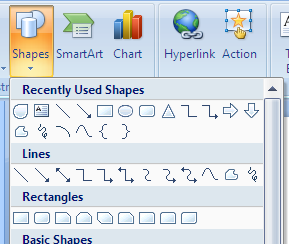 Shapes SmartArt Chart Hyperlink Action
Recently Used Shapes
Lines
Rectangles
Basic Shapes